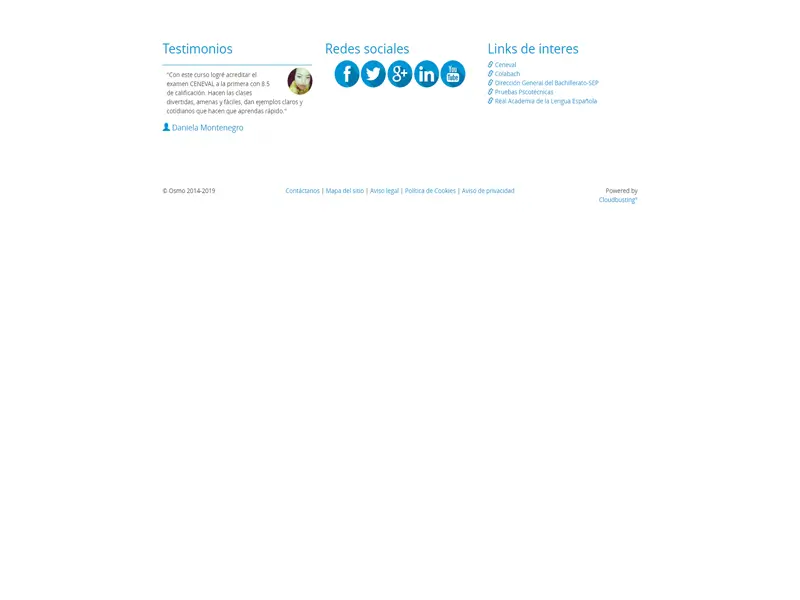 Testimonios
"Con este curso logré acreditar el
examen CENEVAL a la primera con 8.5
de calificación. Hacen las clases
divertidas, amenas y fáciles, dan ejemplos claros y
cotidianos que hacen que aprendas rápido."
Daniela Montenegro
Redes sociales
You
Tube
Links de interes
Ceneval
Colabach
Dirección General del Bachillerato-SEP
Pruebas Psicotécnicas
Real Academia de la Lengua Española
© Osmo 2014-2019
Contáctanos | Mapa del sitio | Aviso legal | Política de Cookies | Aviso de privacidad
Powered by
Cloudbusting®